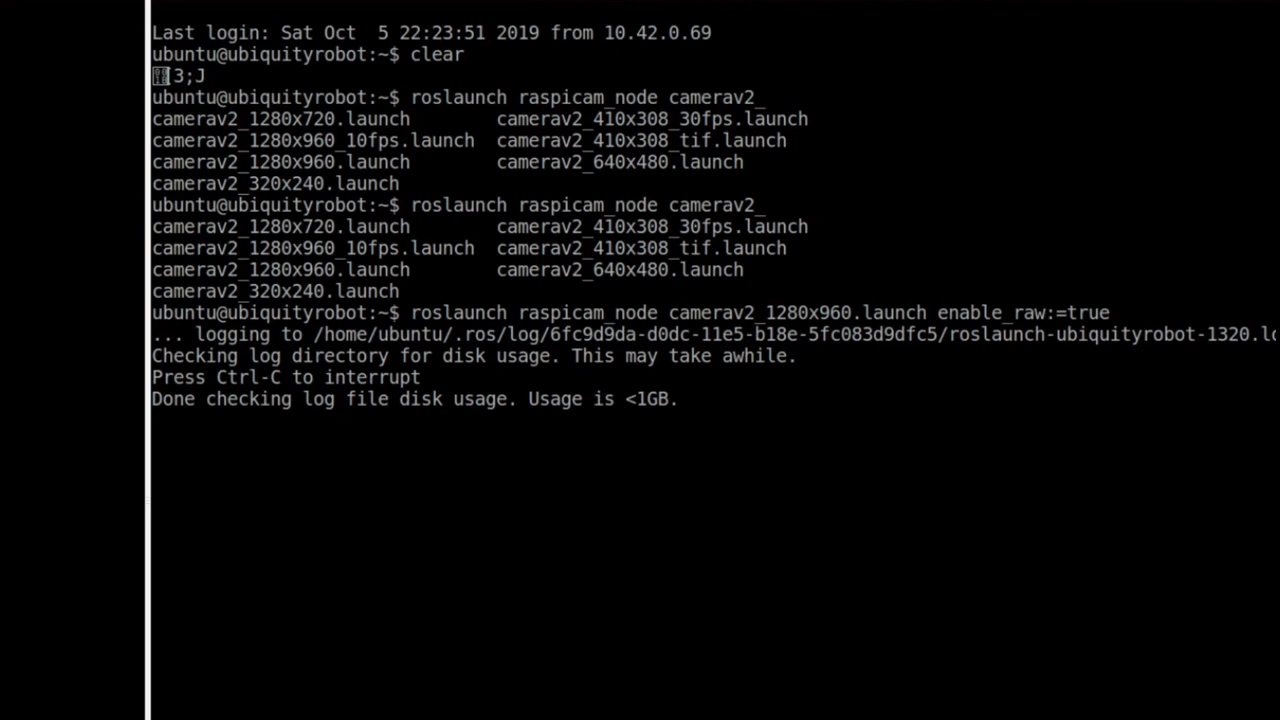 Last login: Sat Oct  5 22:23:51 2019 from 10.42.0.69
ubuntu@ubiquityrobot:~$ clear
[3;J
ubuntu@ubiquityrobot:~$ roslaunch raspicam_node camerav2_
camerav2_1280x720.launch        camerav2_410x308_30fps.launch
camerav2_1280x960_10fps.launch  camerav2_410x308_tif.launch
camerav2_1280x960.launch        camerav2_640x480.launch
camerav2_320x240.launch
ubuntu@ubiquityrobot:~$ roslaunch raspicam_node camerav2_
camerav2_1280x720.launch        camerav2_410x308_30fps.launch
camerav2_1280x960_10fps.launch  camerav2_410x308_tif.launch
camerav2_1280x960.launch        camerav2_640x480.launch
camerav2_320x240.launch
ubuntu@ubiquityrobot:~$ roslaunch raspicam_node camerav2_1280x960.launch enable_raw:=true
... logging to /home/ubuntu/.ros/log/6fc9d9da-d0dc-11e5-b18e-5fc083d9dfc5/roslaunch-ubiquityrobot-1320.lo
Checking log directory for disk usage. This may take awhile.
Press Ctrl-C to interrupt
Done checking log file disk usage. Usage is <1GB.